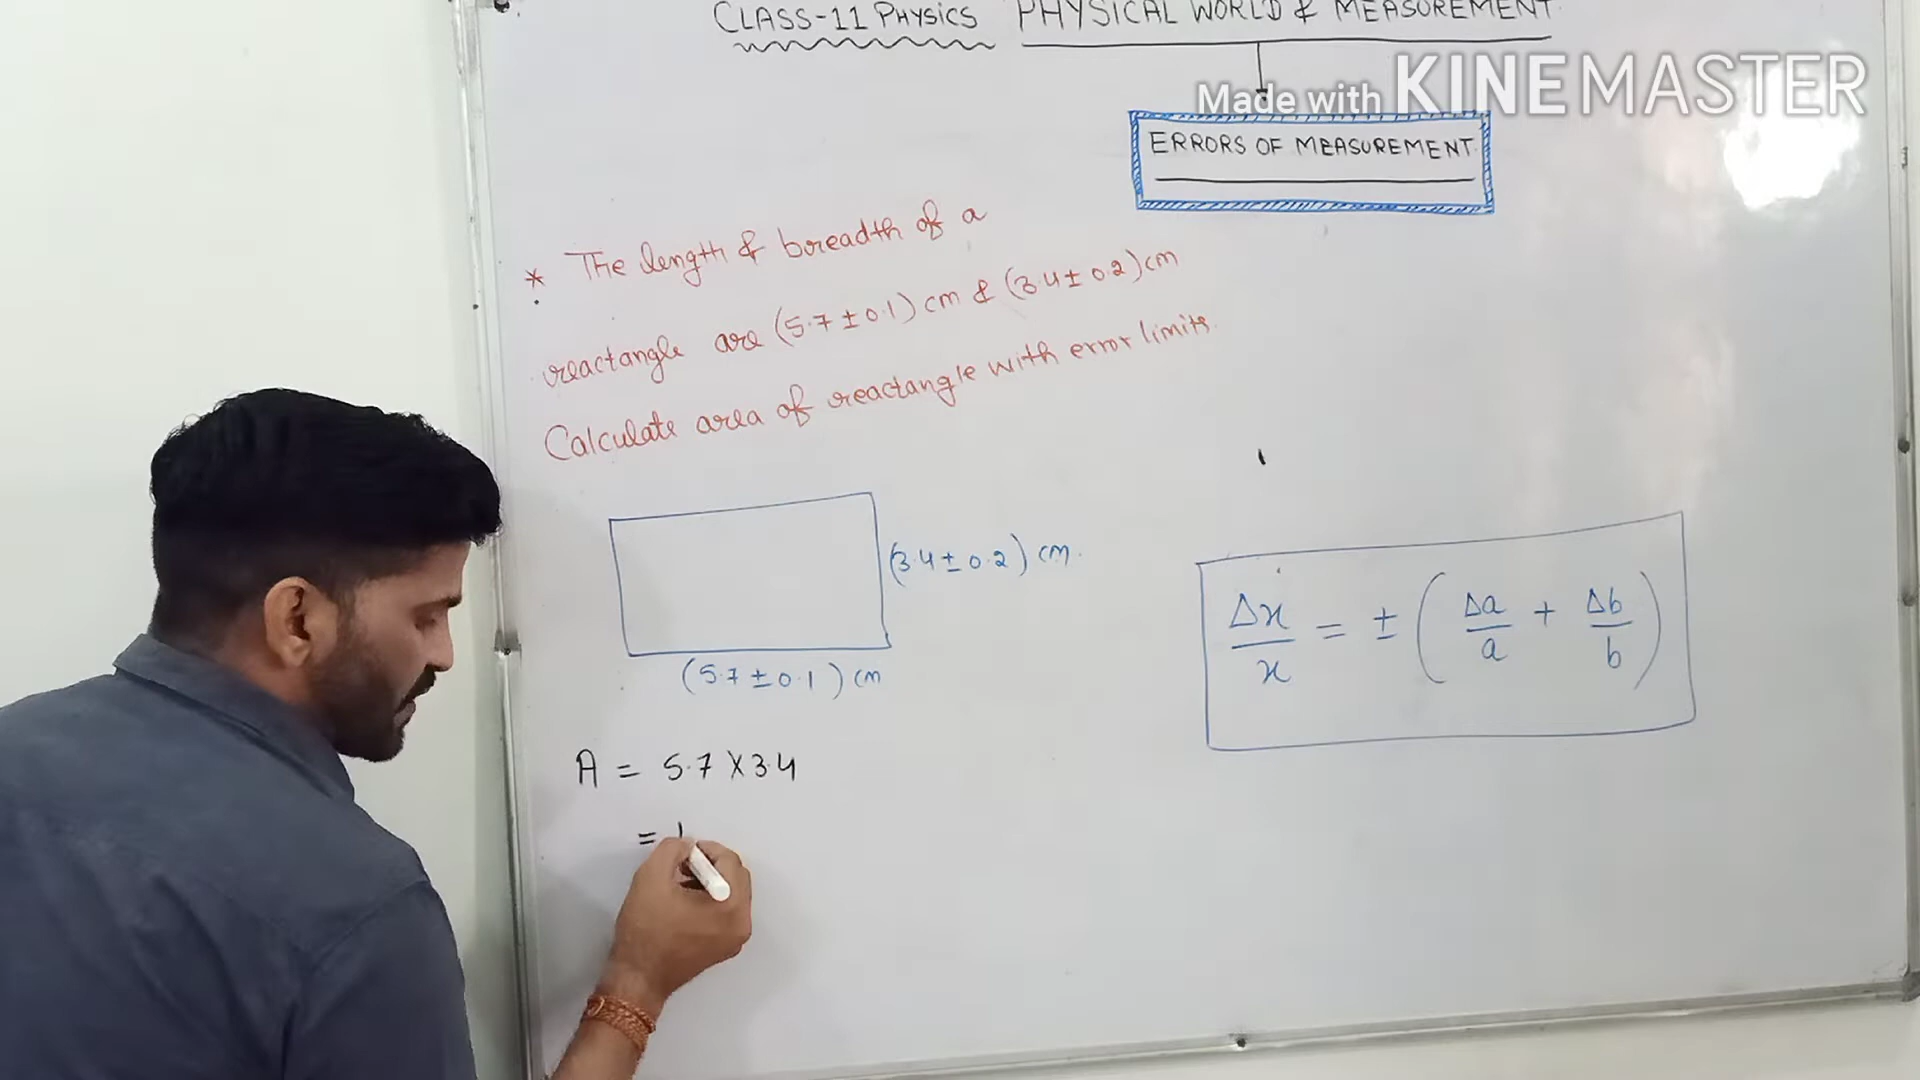 CLASS-11 PHYSICS PHYSICAL WORLD & MEASUREMENT
Made with KINEMASTER
ERRORS OF MEASUREMENT
* The length & breadth of a
reactangle are (5.7 ± 0.1) cm & (3.4 ± 0.2) cm
Calculate area of reactangle with error limits.
(3.4 ± 0.2) cm.
(5.7 ± 0.1) cm
Δx/x = ± (Δa/a + Δb/b)
A = 5.7 X 3.4
=